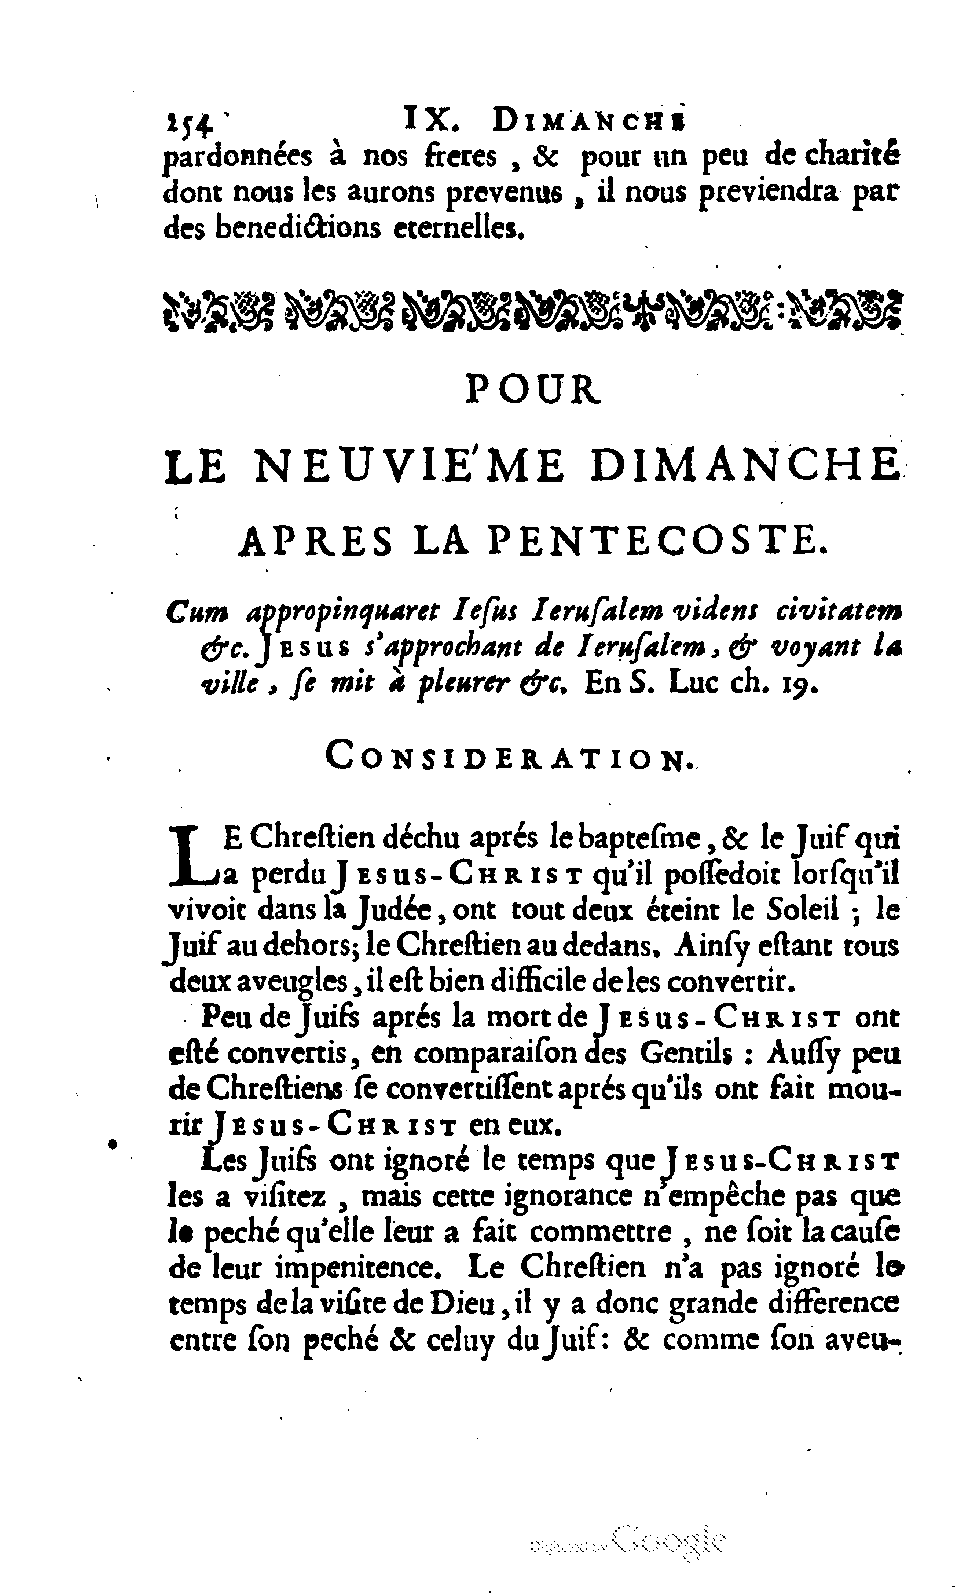 254 IX. DIMANCHE
pardonnées à nos freres , & pour un peu de charité
dont nous les aurons prevenus , il nous previendra par
des benedictions eternelles.
POUR
LE NEUVIE'ME DIMANCHE
APRES LA PENTECOSTE.
Cum appropinquaret Ieſus Ieruſalem videns civitatem
&c. JESUS s'approchant de Ieruſalem, & voyant la
ville , ſe mit à pleurer &c. En S. Luc ch. 19.
CONSIDERATION.
LE Chreſtien déchu aprés le bapteſme, & le Juif qui
a perdu JESUS-CHRIST qu'il poſſedoit lorſqu'il
vivoit dans la Judée, ont tout deux éteint le Soleil ; le
Juif au dehors; le Chreſtien au dedans. Ainſy eſtant tous
deux aveugles, il eſt bien difficile de les convertir.
Peu de Juifs aprés la mort de JESUS-CHRIST ont
eſté convertis, en comparaiſon des Gentils : Auſſy peu
de Chreſtiens ſe convertiſſent aprés qu'ils ont fait mou-
rir JESUS-CHRIST en eux.
Les Juifs ont ignoré le temps que JESUS-CHRIST
les a viſitez , mais cette ignorance n'empêche pas que
le peché qu'elle leur a fait commettre , ne ſoit la cauſe
de leur impenitence. Le Chreſtien n'a pas ignoré le
temps de la viſite de Dieu, il y a donc grande difference
entre ſon peché & celuy du Juif: & comme ſon aveu-
Digitized by Google